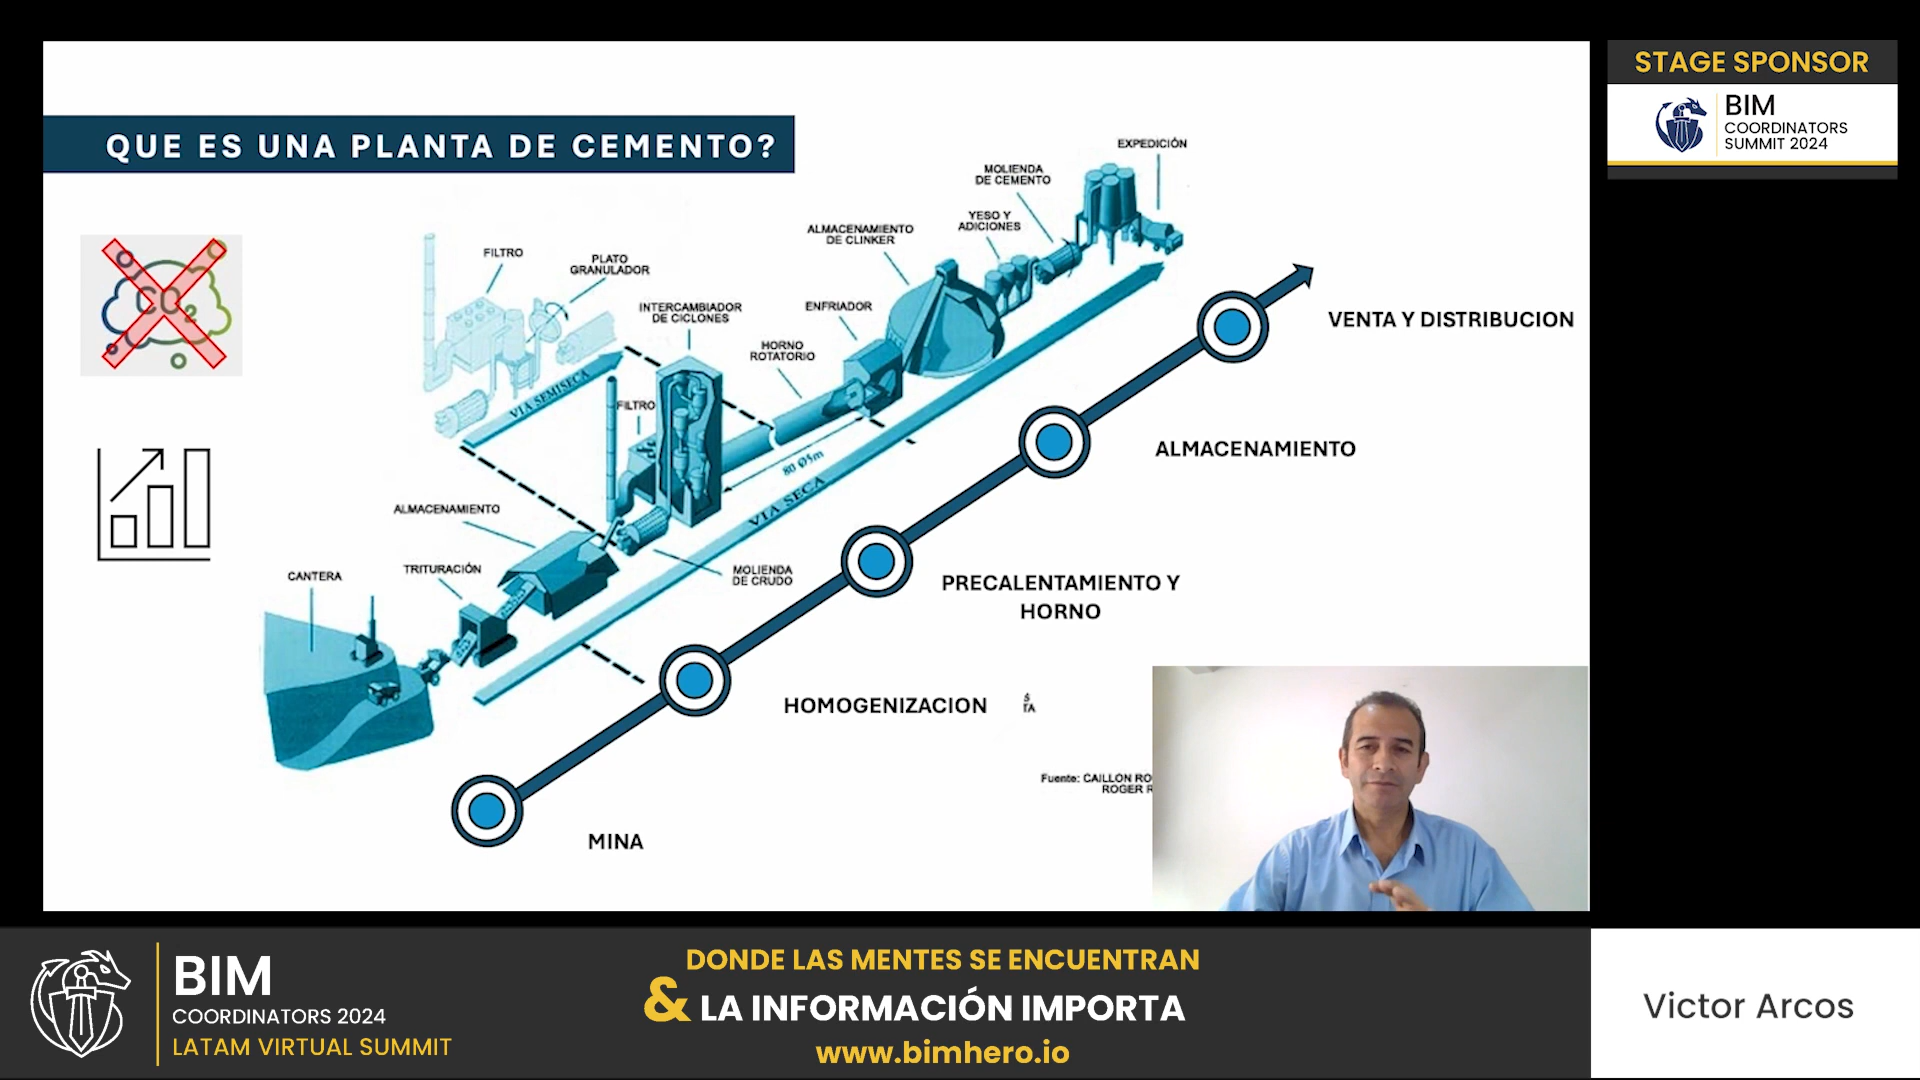 STAGE SPONSOR
BIM
COORDINATORS
SUMMIT 2024
QUE ES UNA PLANTA DE CEMENTO?
EXPEDICIÓN
MOLIENDA
DE CEMENTO
YESO Y
ADICIONES
ALMACENAMIENTO
DE CLINKER
FILTRO
PLATO
GRANULADOR
INTERCAMBIADOR
DE CICLONES
ENFRIADOR
HORNO
ROTATORIO
CO2
VIA SEMISECA
FILTRO
80 Ø5m
VIA SECA
ALMACENAMIENTO
MOLIENDA
DE CRUDO
TRITURACIÓN
CANTERA
VENTA Y DISTRIBUCION
ALMACENAMIENTO
PRECALENTAMIENTO Y
HORNO
HOMOGENIZACION
MINA
Fuente: CAILLON RO
ROGER R
BIM
COORDINATORS 2024
LATAM VIRTUAL SUMMIT
DONDE LAS MENTES SE ENCUENTRAN
& LA INFORMACIÓN IMPORTA
www.bimhero.io
Victor Arcos